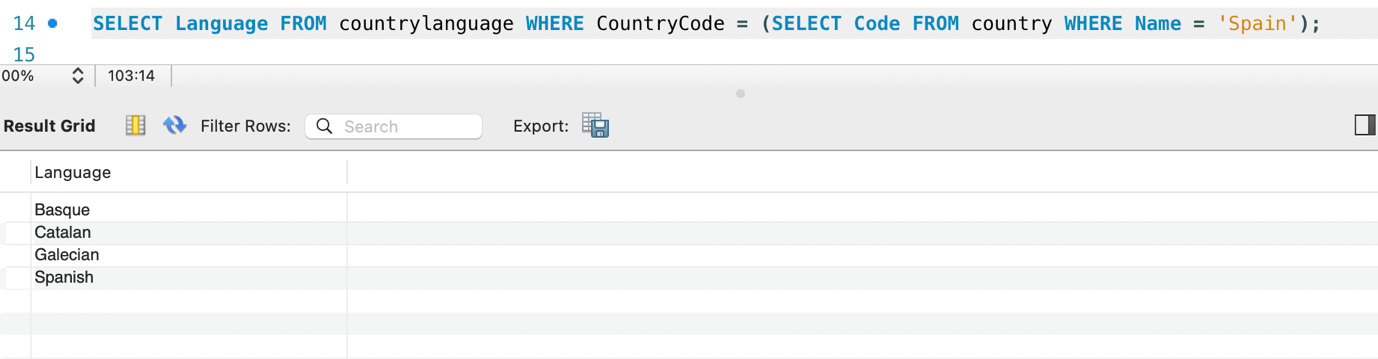 14 SELECT Language FROM countrylanguage WHERE CountryCode = (SELECT Code FROM country WHERE Name = 'Spain');
15
00% 103:14
Result Grid Filter Rows: Search Export:
Language
Basque
Catalan
Galecian
Spanish